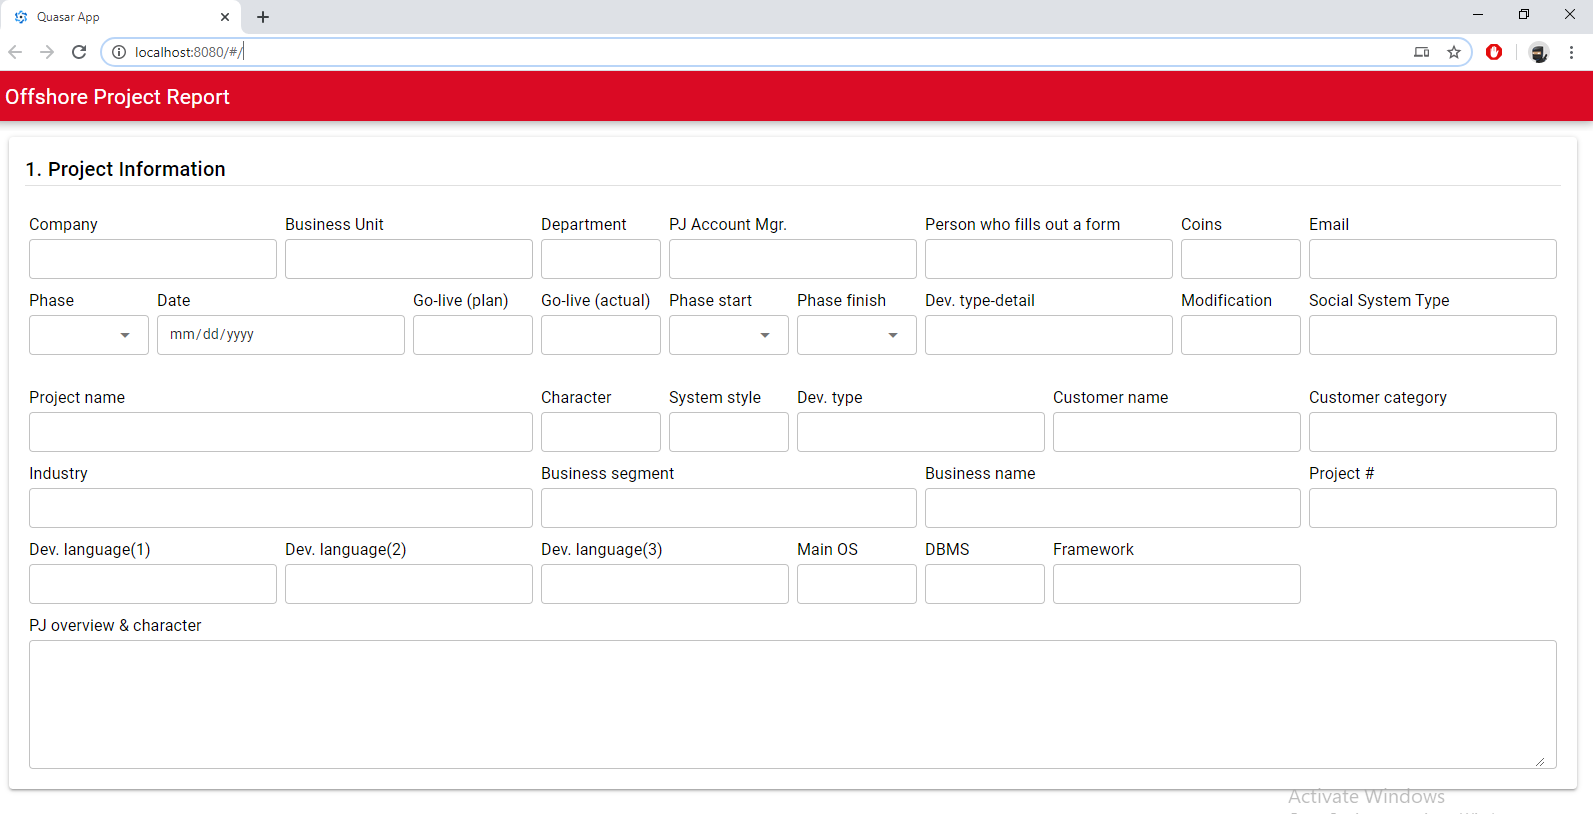 Quasar App
localhost:8080/#/
Offshore Project Report
1. Project Information
Company Business Unit Department PJ Account Mgr. Person who fills out a form Coins Email
Phase Date Go-live (plan) Go-live (actual) Phase start Phase finish Dev. type-detail Modification Social System Type
mm/dd/yyyy
Project name Character System style Dev. type Customer name Customer category
Industry Business segment Business name Project #
Dev. language(1) Dev. language(2) Dev. language(3) Main OS DBMS Framework
PJ overview & character
Activate Windows